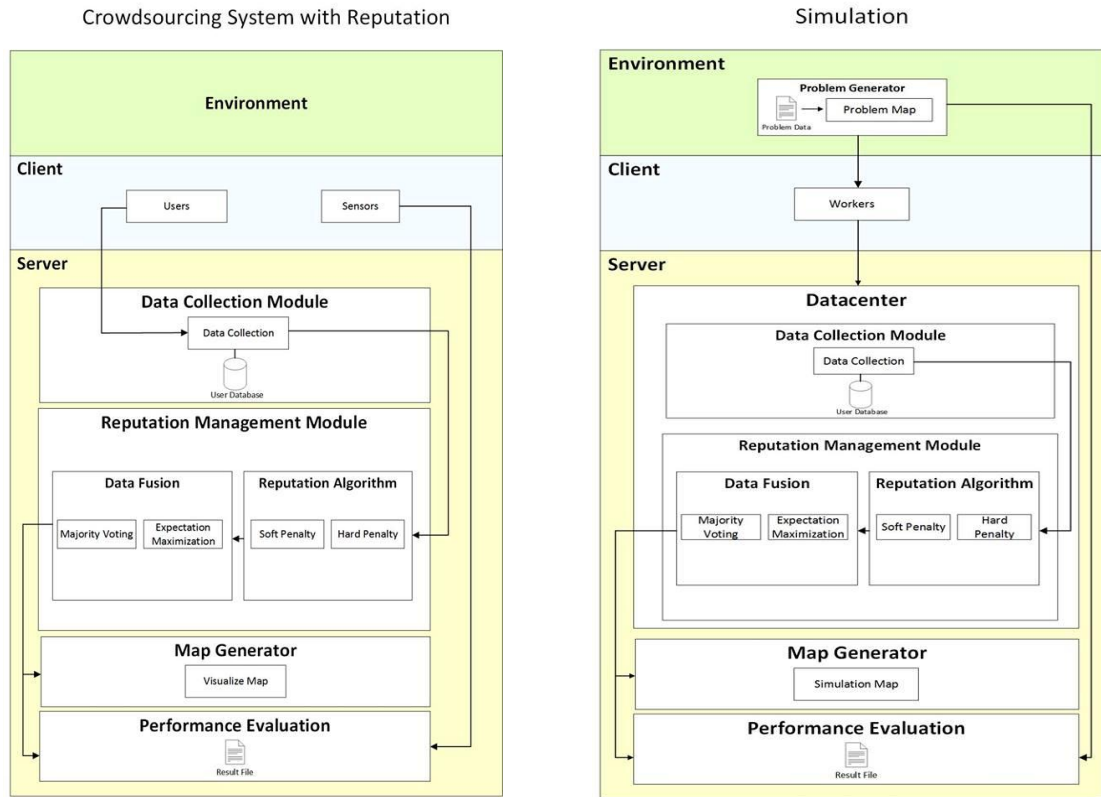 Crowdsourcing System with Reputation
Environment
Client
Users
Sensors
Server
Data Collection Module
Data Collection
User Database
Reputation Management Module
Data Fusion
Majority Voting
Expectation
Maximization
Reputation Algorithm
Soft Penalty
Hard Penalty
Map Generator
Visualize Map
Performance Evaluation
Result File
Simulation
Environment
Problem Generator
Problem Data
Problem Map
Client
Workers
Server
Datacenter
Data Collection Module
Data Collection
User Database
Reputation Management Module
Data Fusion
Majority
Voting
Expectation
Maximization
Reputation Algorithm
Soft Penalty
Hard
Penalty
Map Generator
Simulation Map
Performance Evaluation
Result File